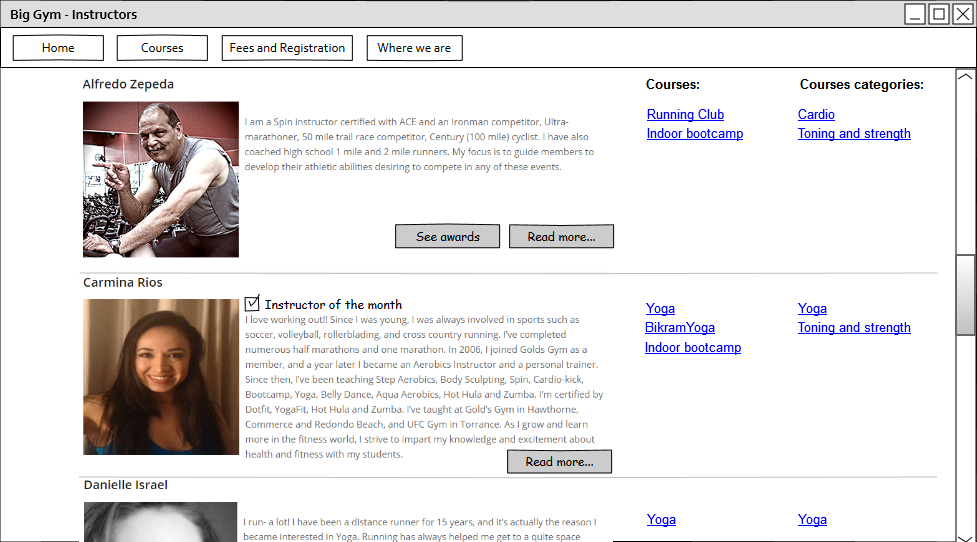 Big Gym - Instructors
Home
Courses
Fees and Registration
Where we are
Courses:
Courses categories:
Alfredo Zepeda
I am a Spin instructor certified with ACE and an Ironman competitor, Ultra-
marathoner, 50 mile trail race competitor, Century (100 mile) cyclist. I have also
coached high school 1 mile and 2 mile runners. My focus is to guide members to
develop their athletic abilities desiring to compete in any of these events.
See awards
Read more...
Running Club
Indoor bootcamp
Cardio
Toning and strength
Carmina Rios
Instructor of the month
I love working out!! Since I was young, I was always involved in sports such as
soccer, volleyball, rollerblading, and cross country running. I've completed
numerous half marathons and one marathon. In 2006, I joined Golds Gym as a
member, and a year later I became an Aerobics Instructor and a personal trainer.
Since then, I've been teaching Step Aerobics, Body Sculpting, Spin, Cardio-kick,
Bootcamp, Yoga, Belly Dance, Aqua Aerobics, Hot Hula and Zumba. I'm certified by
Dotfit, YogaFit, Hot Hula and Zumba. I've taught at Gold's Gym in Hawthorne,
Commerce and Redondo Beach, and UFC Gym in Torrance. As I grow and learn
more in the fitness world, I strive to impart my knowledge and excitement about
health and fitness with my students.
Read more...
Yoga
BikramYoga
Indoor bootcamp
Yoga
Toning and strength
Danielle Israel
I run- a lot! I have been a distance runner for 15 years, and it's actually the reason I
became interested in Yoga. Running has always helped me get to a quite space
Yoga
Yoga